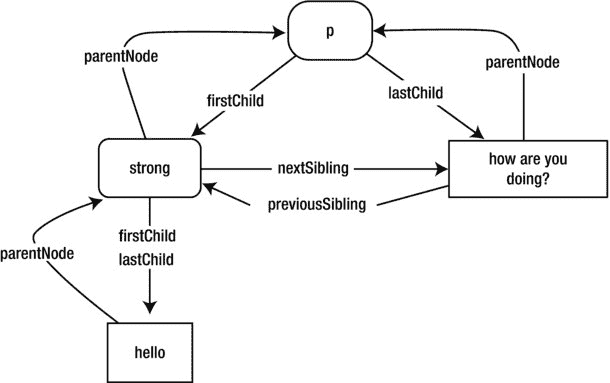 p
parentNode
parentNode
firstChild
lastChild
strong
nextSibling
how are you
doing?
previousSibling
firstChild
lastChild
parentNode
hello